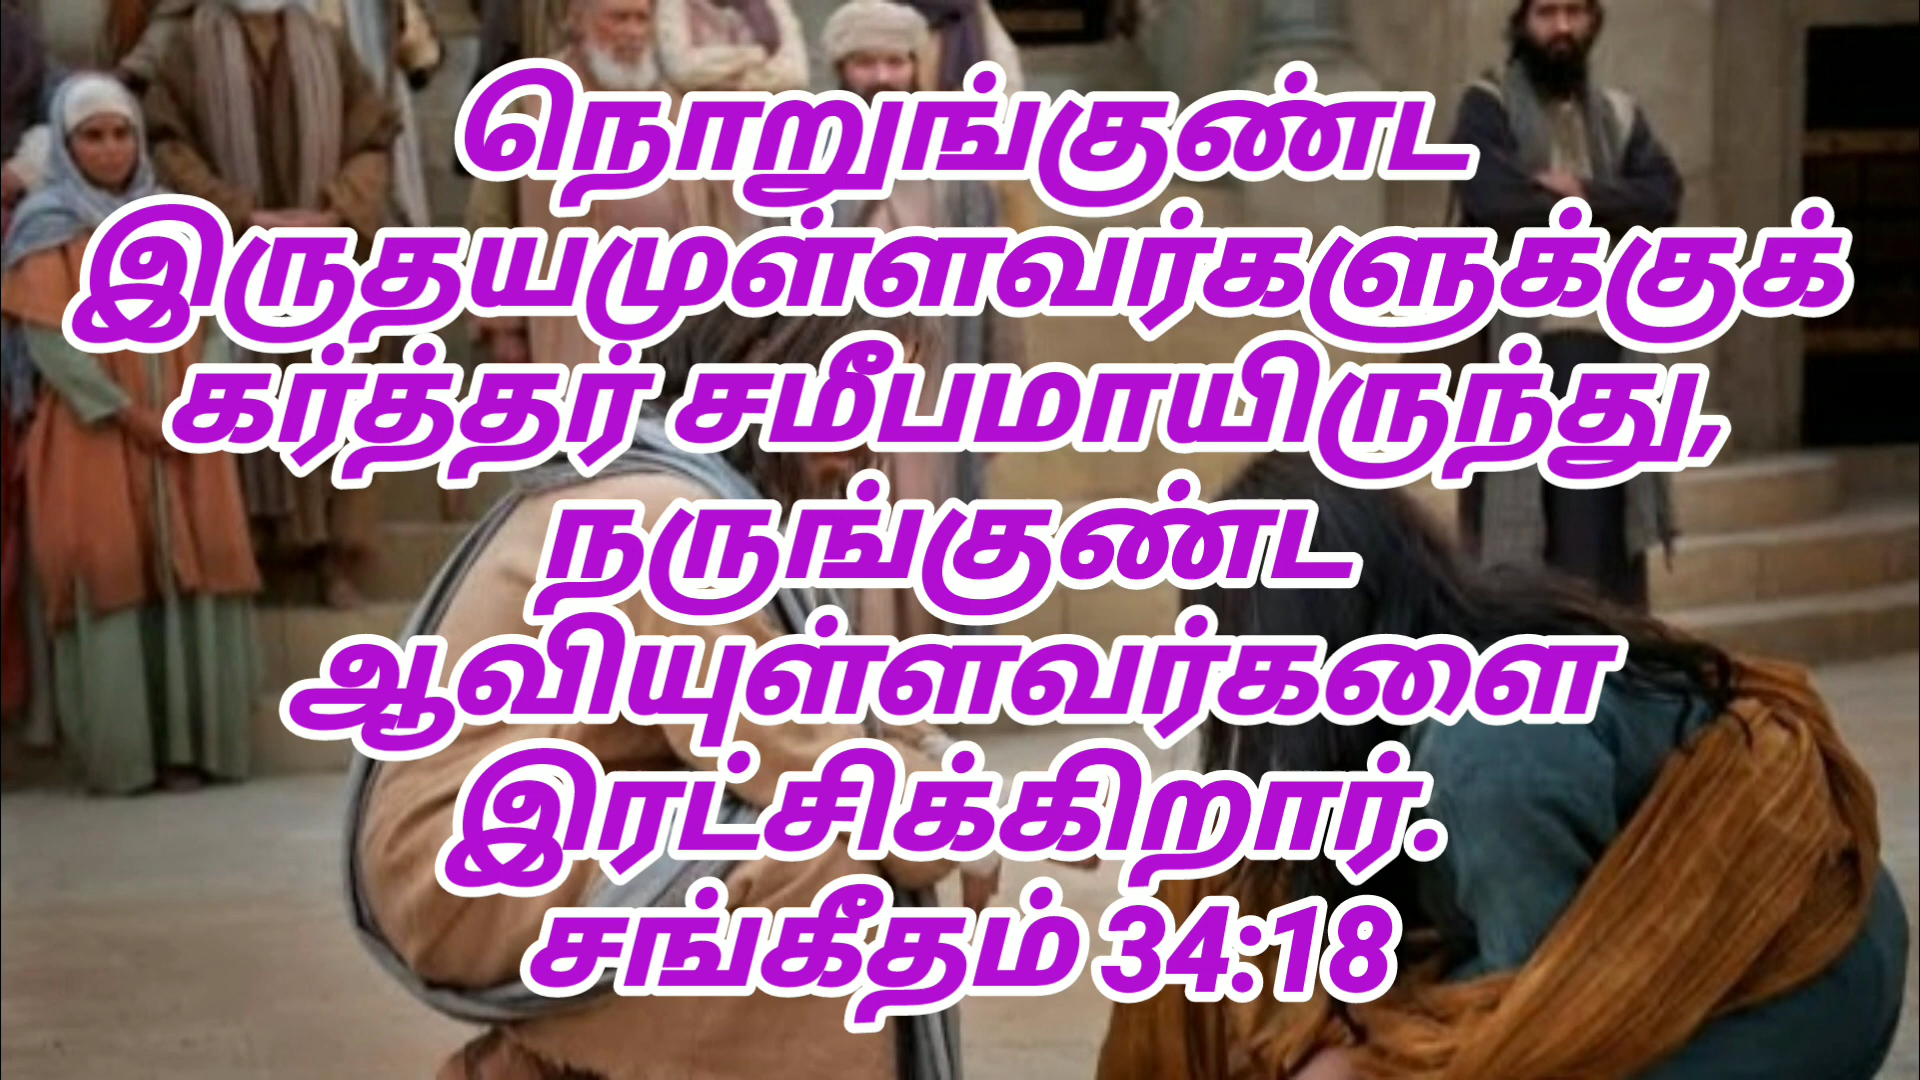 நொறுங்குண்ட
இருதயமுள்ளவர்களுக்குக்
கர்த்தர் சமீபமாயிருந்து,
நருங்குண்ட
ஆவியுள்ளவர்களை
இரட்சிக்கிறார்.
சங்கீதம் 34:18